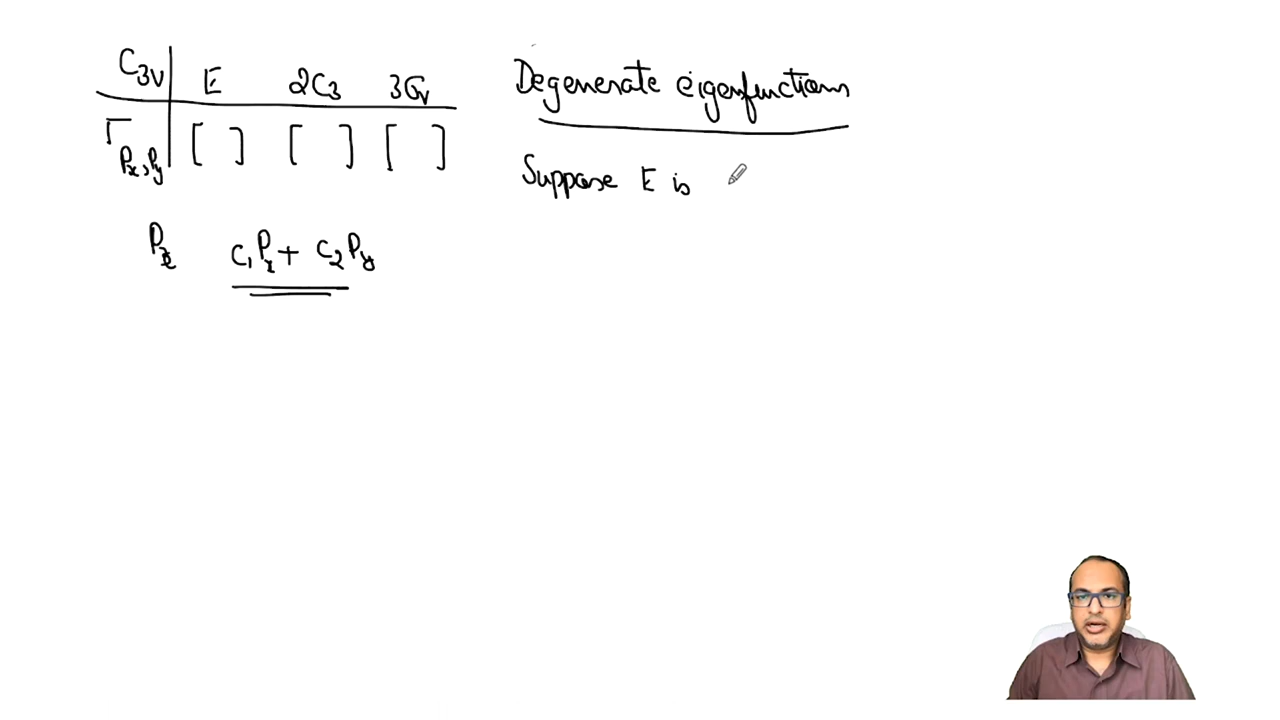 C3v E 2C3 3σv
Γ Px,Py [ ] [ ] [ ]
Px C1Px + C2Py
Degenerate eigenfunctions
Suppose E is